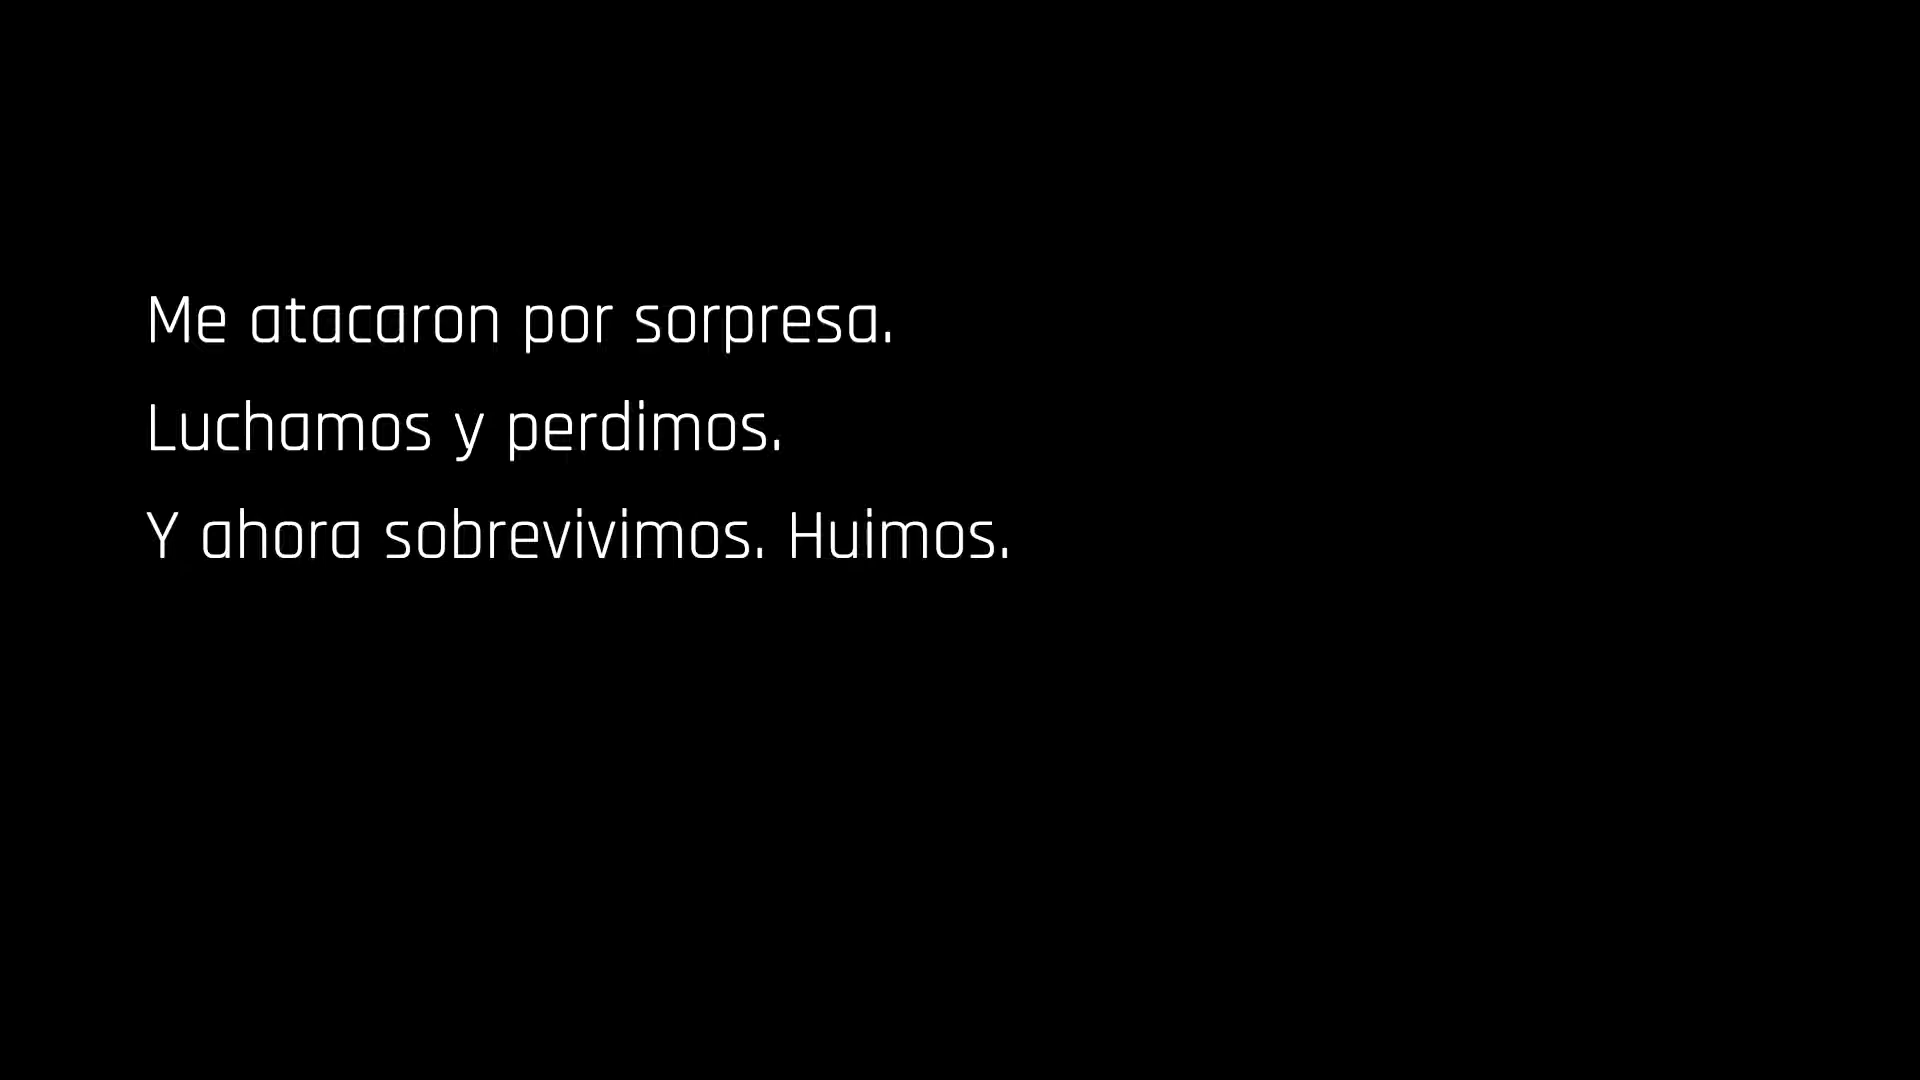 Me atacaron por sorpresa.
Luchamos y perdimos.
Y ahora sobrevivimos. Huimos.